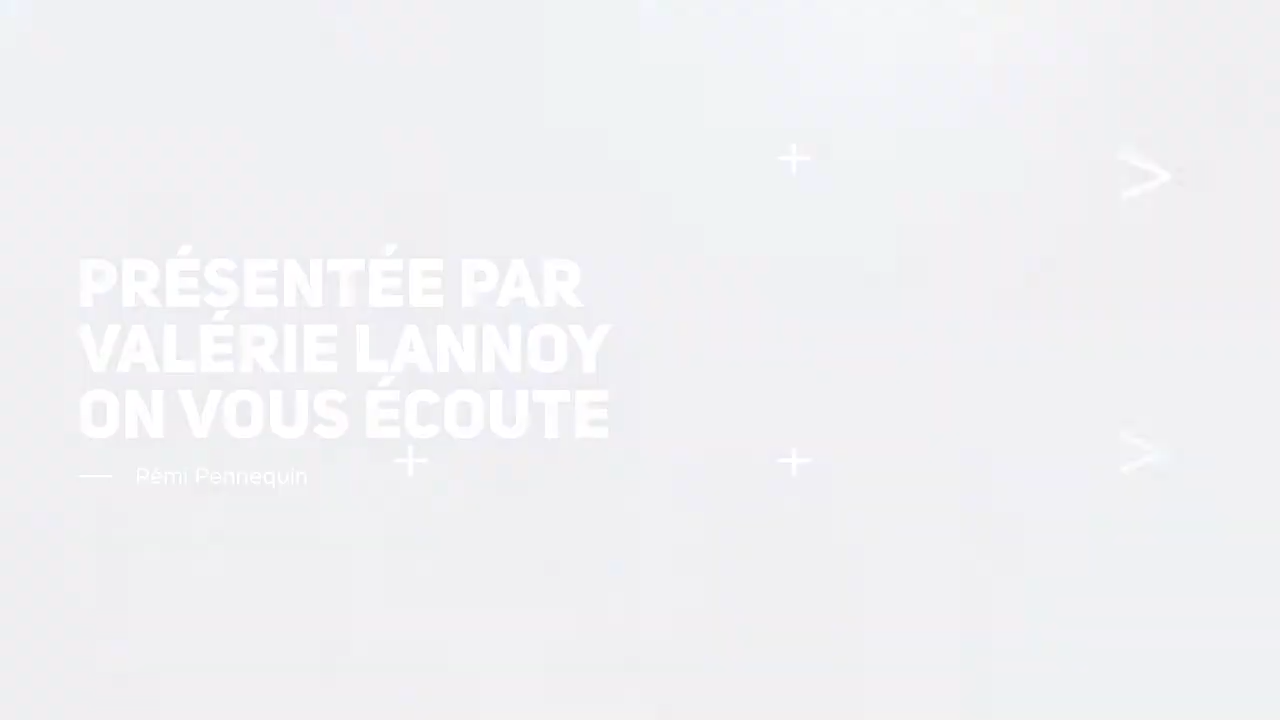 PRÉSENTÉE PAR
VALÉRIE LANNOY
ON VOUS ÉCOUTE
— Rémi Pennequin